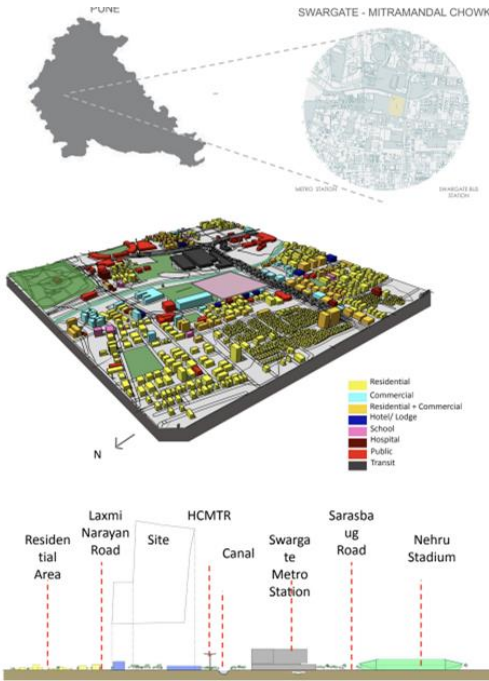 PUNE
SWARGATE - MITRAMANDAL CHOWK
METRO STATION
SWARGATE BUS
STATION
Residential
Commercial
Residential + Commercial
Hotel/ Lodge
School
Hospital
Public
Transit
N
Residen
tial
Area
Laxmi
Narayan
Road
Site
HCMTR
Canal
Swarga
te
Metro
Station
Sarasba
ug
Road
Nehru
Stadium